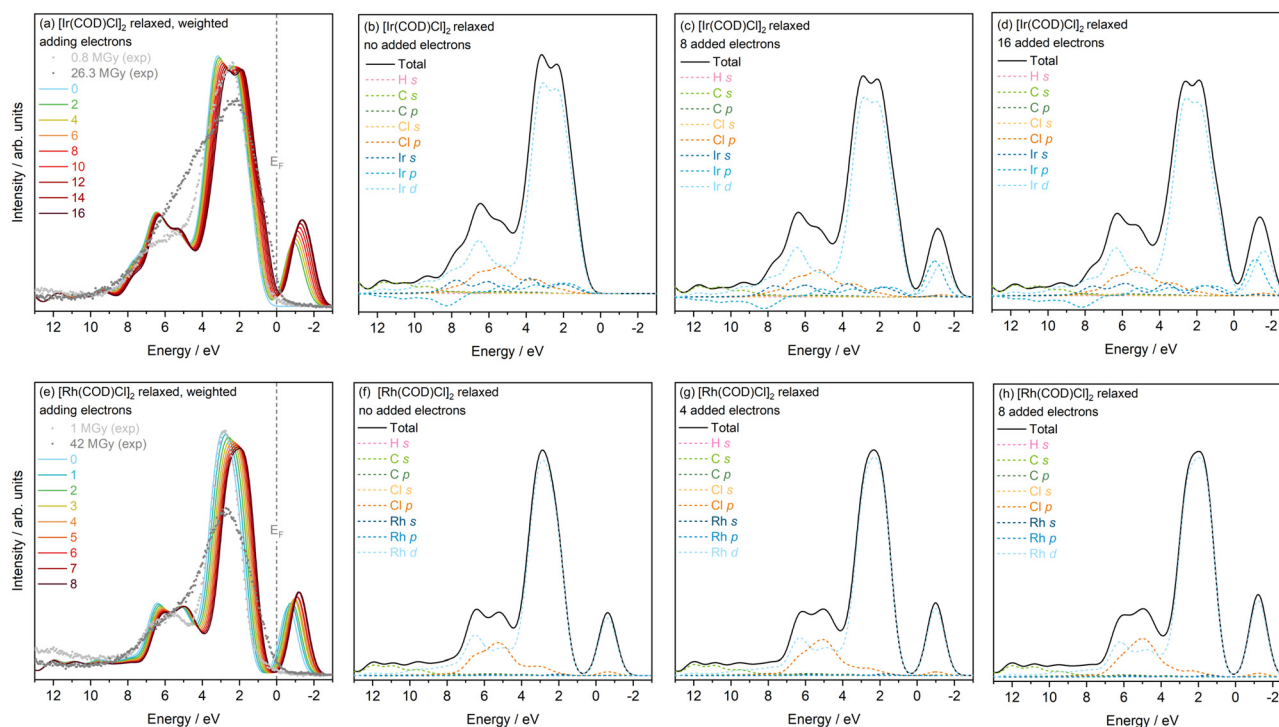 (a) [Ir(COD)Cl]2 relaxed, weighted
adding electrons
0.8 MGy (exp)
26.3 MGy (exp)
0
2
4
6
8
10
12
14
16
EF
Intensity / arb. units
12 10 8 6 4 2 0 -2
Energy / eV
(b) [Ir(COD)Cl]2 relaxed
no added electrons
Total
H s
C s
C p
Cl s
Cl p
Ir s
Ir p
Ir d
12 10 8 6 4 2 0 -2
Energy / eV
(c) [Ir(COD)Cl]2 relaxed
8 added electrons
Total
H s
C s
C p
Cl s
Cl p
Ir s
Ir p
Ir d
12 10 8 6 4 2 0 -2
Energy / eV
(d) [Ir(COD)Cl]2 relaxed
16 added electrons
Total
H s
C s
C p
Cl s
Cl p
Ir s
Ir p
Ir d
12 10 8 6 4 2 0 -2
Energy / eV
(e) [Rh(COD)Cl]2 relaxed, weighted
adding electrons
1 MGy (exp)
42 MGy (exp)
0
1
2
3
4
5
6
7
8
EF
Intensity / arb. units
12 10 8 6 4 2 0 -2
Energy / eV
(f) [Rh(COD)Cl]2 relaxed
no added electrons
Total
H s
C s
C p
Cl s
Cl p
Rh s
Rh p
Rh d
12 10 8 6 4 2 0 -2
Energy / eV
(g) [Rh(COD)Cl]2 relaxed
4 added electrons
Total
H s
C s
C p
Cl s
Cl p
Rh s
Rh p
Rh d
12 10 8 6 4 2 0 -2
Energy / eV
(h) [Rh(COD)Cl]2 relaxed
8 added electrons
Total
H s
C s
C p
Cl s
Cl p
Rh s
Rh p
Rh d
12 10 8 6 4 2 0 -2
Energy / eV